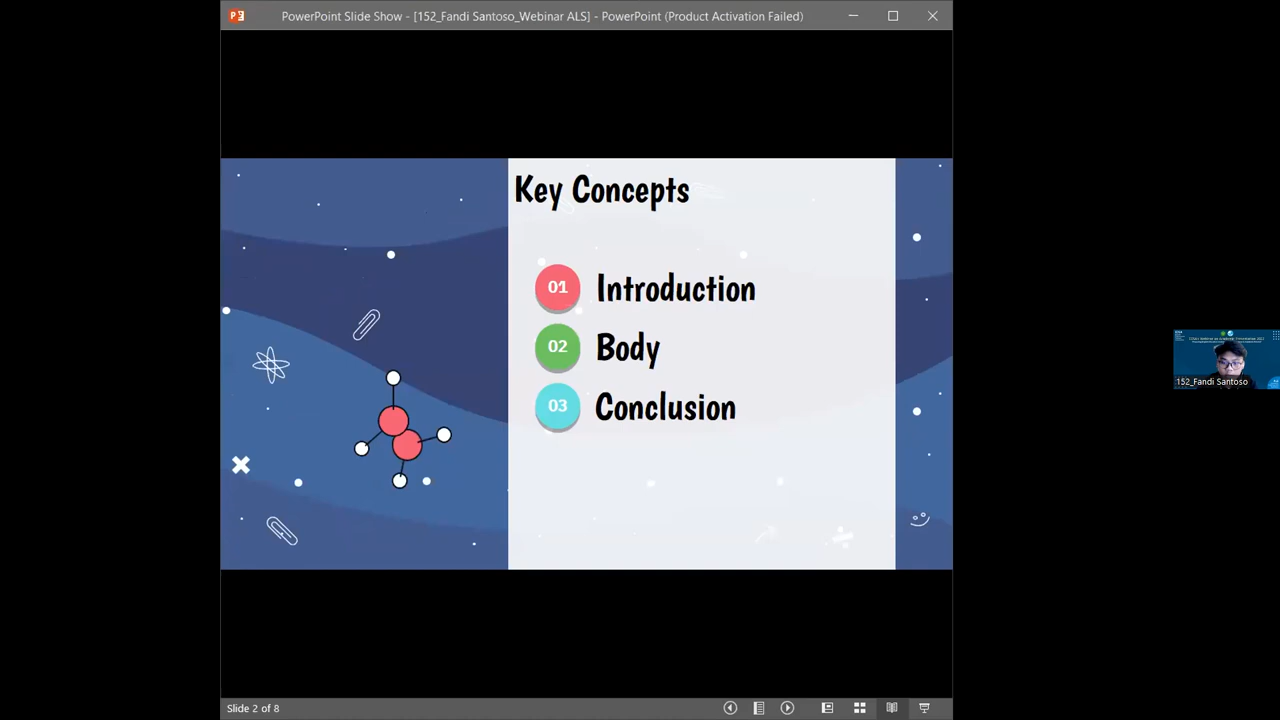 PowerPoint Slide Show - [152_Fandi Santoso_Webinar ALS] - PowerPoint (Product Activation Failed)
Key Concepts
01 Introduction
02 Body
03 Conclusion
152_Fandi Santoso
Slide 2 of 8